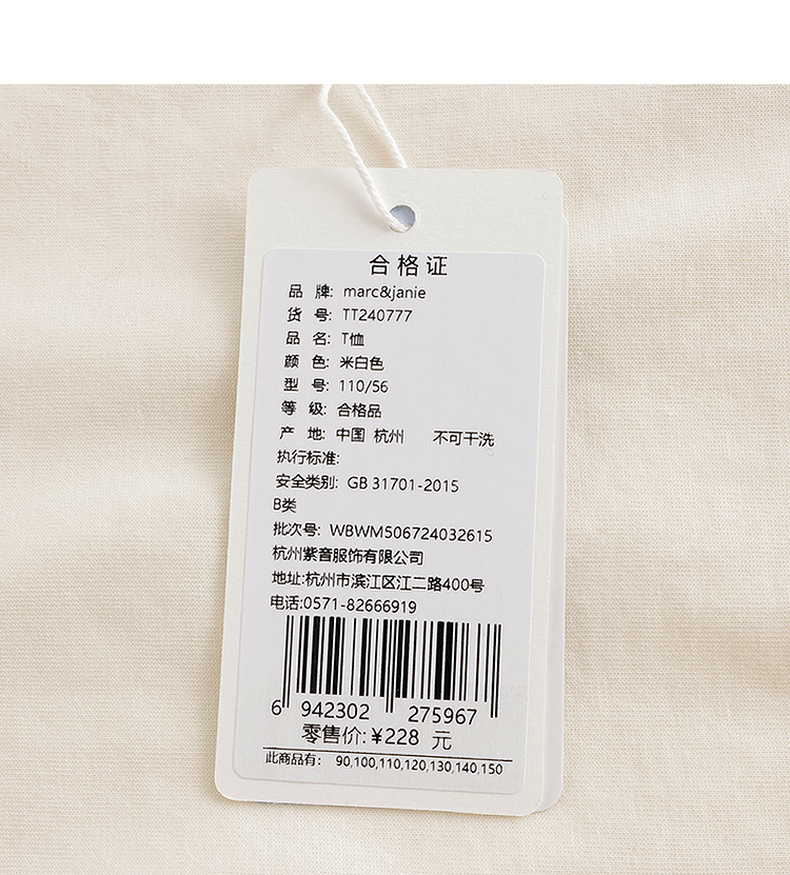 合格证
品 牌: marc&janie
货 号: TT240777
品 名: T恤
颜 色: 米白色
型 号: 110/56
等 级: 合格品
产 地: 中国 杭州 不可干洗
执行标准:
安全类别: GB 31701-2015
B类
批次号: WBWM506724032615
杭州紫音服饰有限公司
地址:杭州市滨江区江二路400号
电话:0571-82666919
6 942302 275967
零售价:¥228 元
此商品有: 90,100,110,120,130,140,150